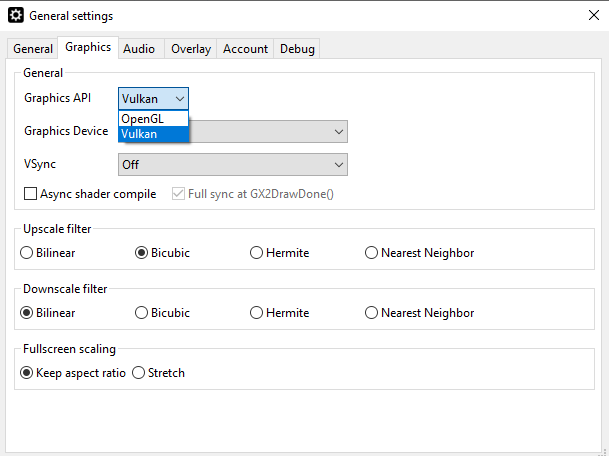 General settings
General Graphics Audio Overlay Account Debug
General
Graphics API Vulkan
OpenGL
Graphics Device Vulkan
VSync Off
Async shader compile Full sync at GX2DrawDone()
Upscale filter
Bilinear Bicubic Hermite Nearest Neighbor
Downscale filter
Bilinear Bicubic Hermite Nearest Neighbor
Fullscreen scaling
Keep aspect ratio Stretch